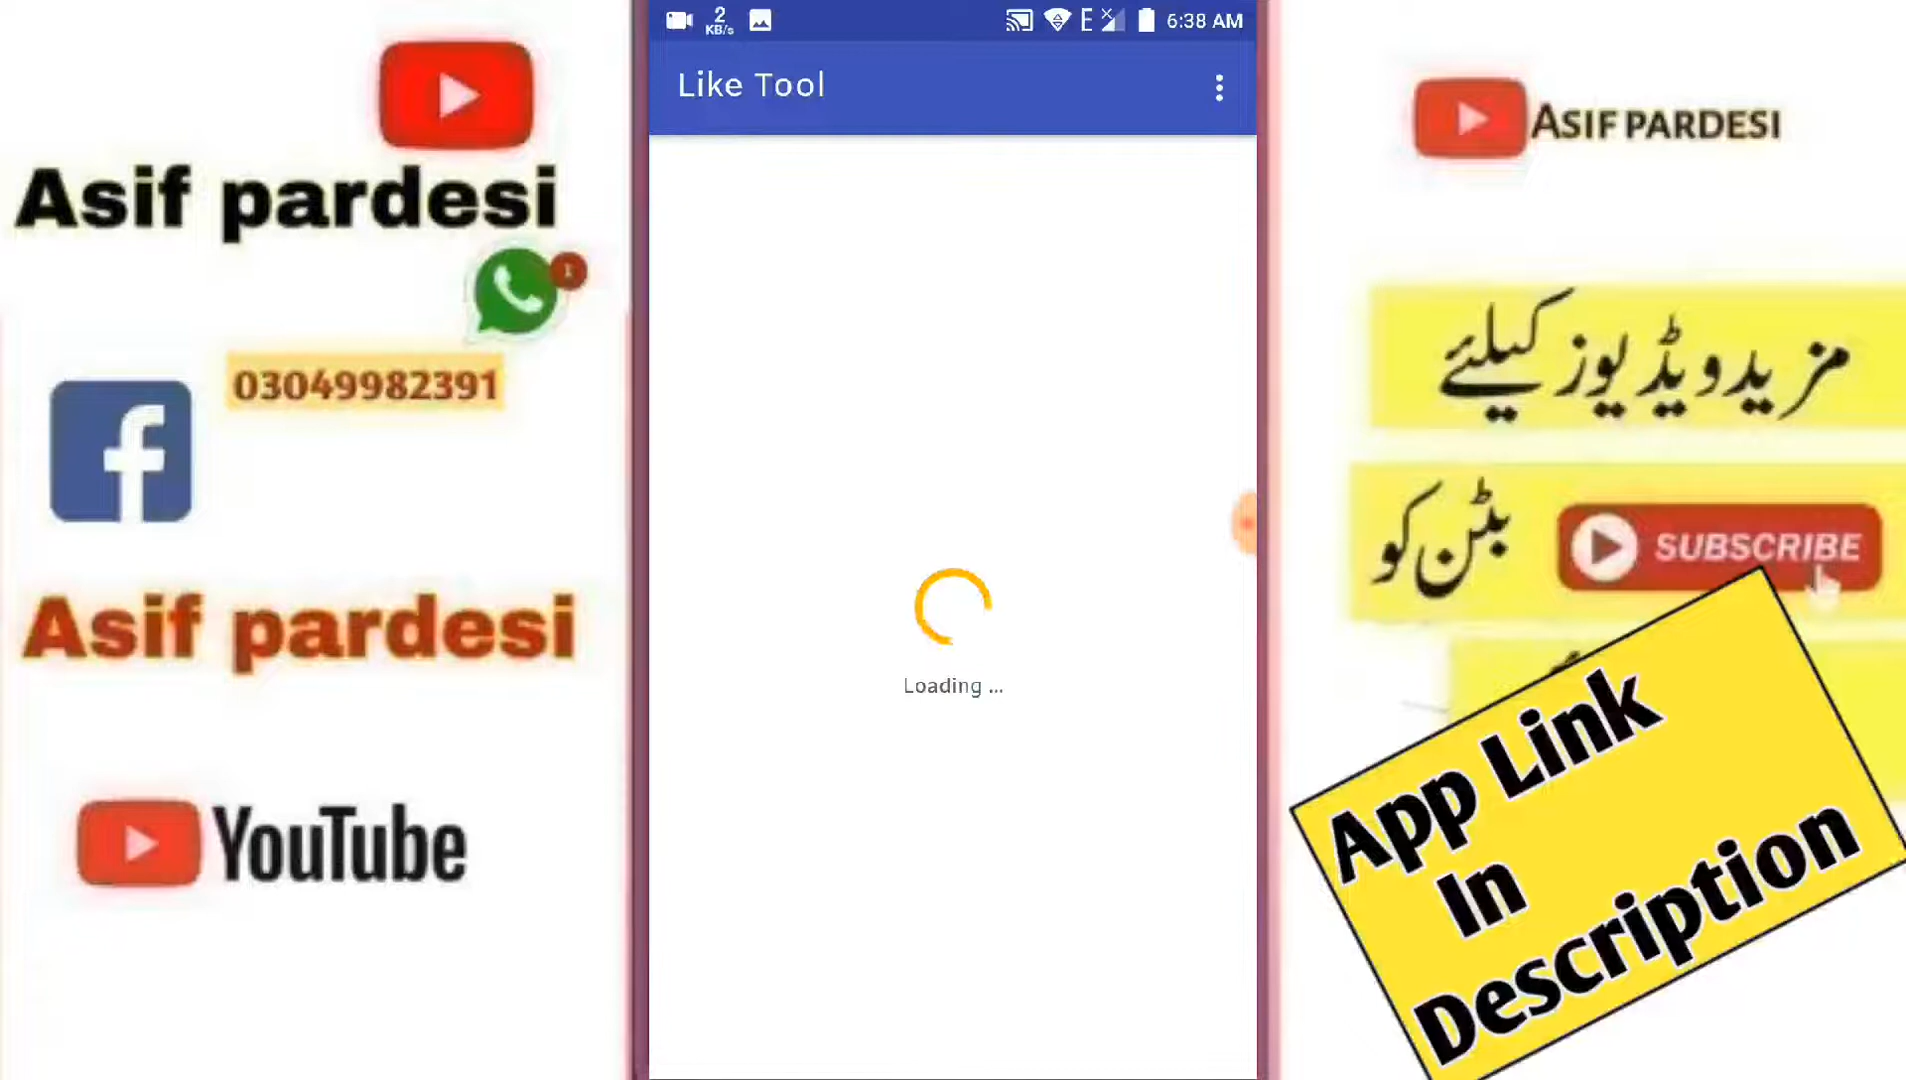 Asif pardesi
1
03049982391
f
Asif pardesi
YouTube
2
KB/s
E
6:38 AM
Like Tool
Loading ...
ASIF PARDESI
مزید ویڈیوز کیلئے
بٹن کو
SUBSCRIBE
App Link
In
Description